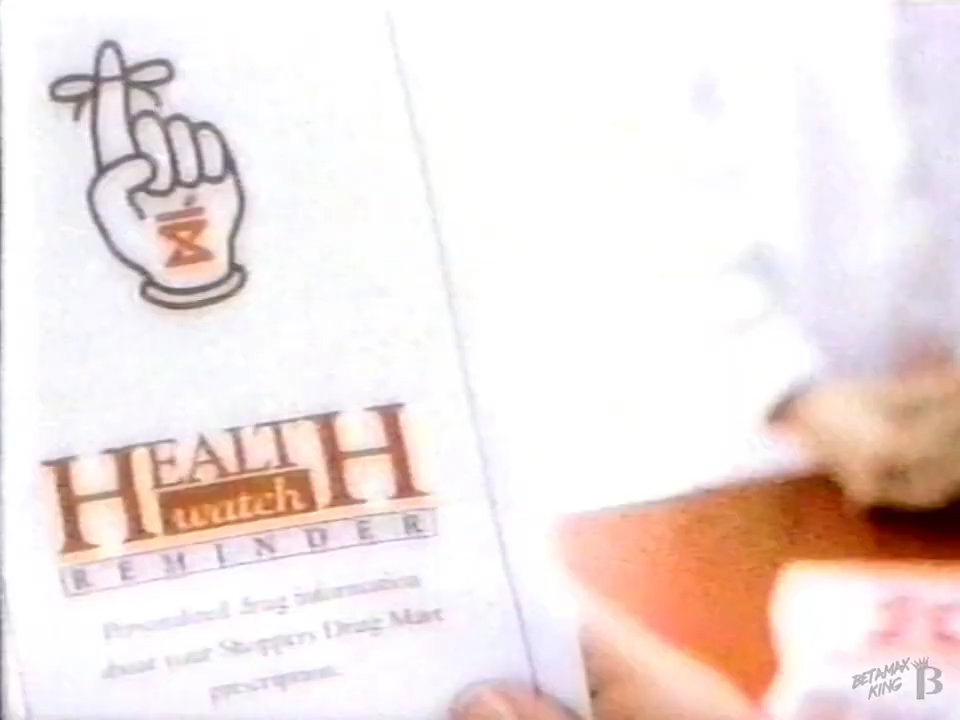 HEALTH
watch
REMINDER
Personalized drug information
about your Shoppers Drug Mart
prescription.
BETAMAX
KING B